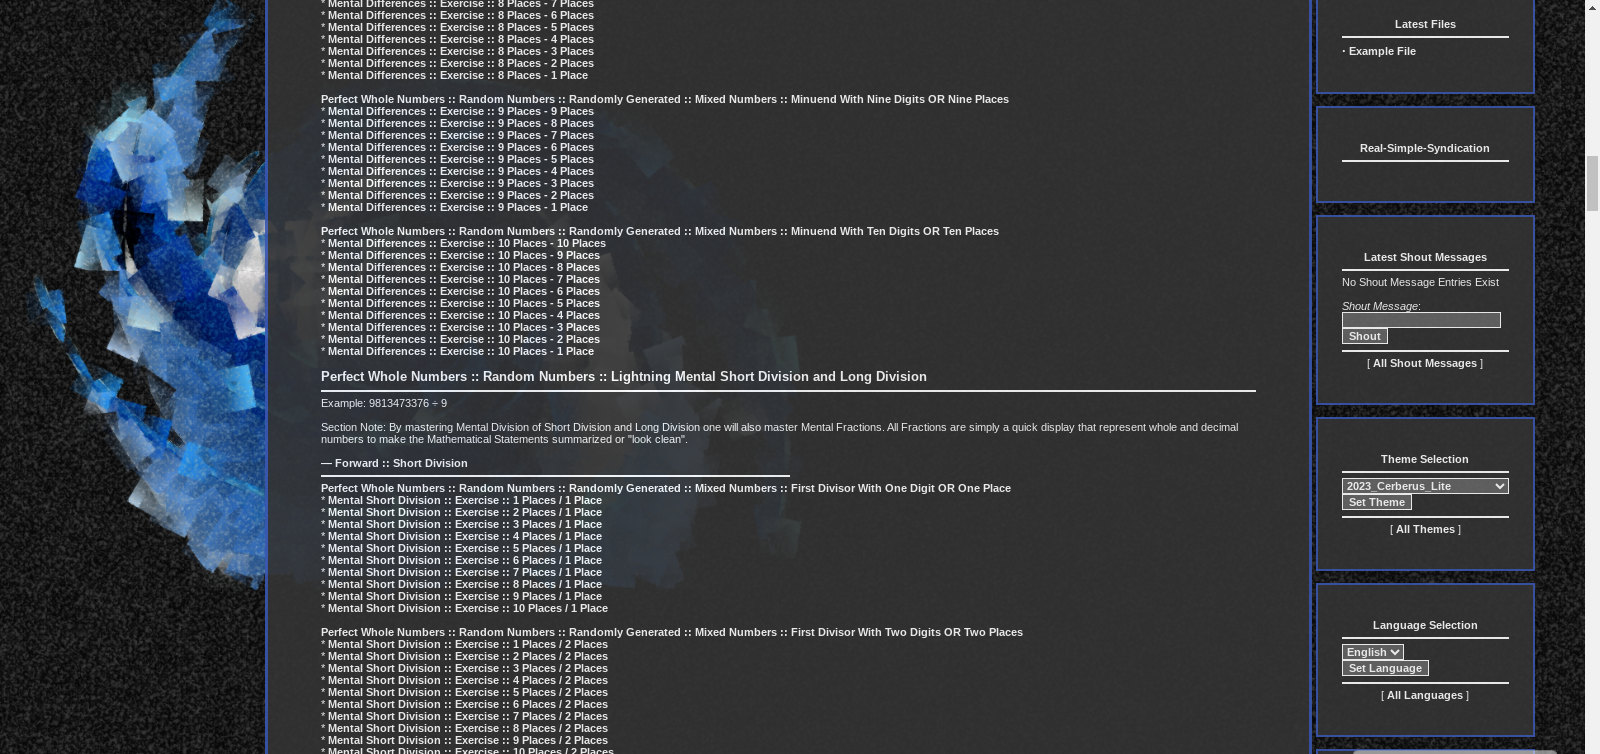 * Mental Differences :: Exercise :: 8 Places - 7 Places
* Mental Differences :: Exercise :: 8 Places - 6 Places
* Mental Differences :: Exercise :: 8 Places - 5 Places
* Mental Differences :: Exercise :: 8 Places - 4 Places
* Mental Differences :: Exercise :: 8 Places - 3 Places
* Mental Differences :: Exercise :: 8 Places - 2 Places
* Mental Differences :: Exercise :: 8 Places - 1 Place
Perfect Whole Numbers :: Random Numbers :: Randomly Generated :: Mixed Numbers :: Minuend With Nine Digits OR Nine Places
* Mental Differences :: Exercise :: 9 Places - 9 Places
* Mental Differences :: Exercise :: 9 Places - 8 Places
* Mental Differences :: Exercise :: 9 Places - 7 Places
* Mental Differences :: Exercise :: 9 Places - 6 Places
* Mental Differences :: Exercise :: 9 Places - 5 Places
* Mental Differences :: Exercise :: 9 Places - 4 Places
* Mental Differences :: Exercise :: 9 Places - 3 Places
* Mental Differences :: Exercise :: 9 Places - 2 Places
* Mental Differences :: Exercise :: 9 Places - 1 Place
Perfect Whole Numbers :: Random Numbers :: Randomly Generated :: Mixed Numbers :: Minuend With Ten Digits OR Ten Places
* Mental Differences :: Exercise :: 10 Places - 10 Places
* Mental Differences :: Exercise :: 10 Places - 9 Places
* Mental Differences :: Exercise :: 10 Places - 8 Places
* Mental Differences :: Exercise :: 10 Places - 7 Places
* Mental Differences :: Exercise :: 10 Places - 6 Places
* Mental Differences :: Exercise :: 10 Places - 5 Places
* Mental Differences :: Exercise :: 10 Places - 4 Places
* Mental Differences :: Exercise :: 10 Places - 3 Places
* Mental Differences :: Exercise :: 10 Places - 2 Places
* Mental Differences :: Exercise :: 10 Places - 1 Place
Perfect Whole Numbers :: Random Numbers :: Lightning Mental Short Division and Long Division
Example: 9813473376 ÷ 9
Section Note: By mastering Mental Division of Short Division and Long Division one will also master Mental Fractions. All Fractions are simply a quick display that represent whole and decimal
numbers to make the Mathematical Statements summarized or "look clean".
— Forward :: Short Division
Perfect Whole Numbers :: Random Numbers :: Randomly Generated :: Mixed Numbers :: First Divisor With One Digit OR One Place
* Mental Short Division :: Exercise :: 1 Places / 1 Place
* Mental Short Division :: Exercise :: 2 Places / 1 Place
* Mental Short Division :: Exercise :: 3 Places / 1 Place
* Mental Short Division :: Exercise :: 4 Places / 1 Place
* Mental Short Division :: Exercise :: 5 Places / 1 Place
* Mental Short Division :: Exercise :: 6 Places / 1 Place
* Mental Short Division :: Exercise :: 7 Places / 1 Place
* Mental Short Division :: Exercise :: 8 Places / 1 Place
* Mental Short Division :: Exercise :: 9 Places / 1 Place
* Mental Short Division :: Exercise :: 10 Places / 1 Place
Perfect Whole Numbers :: Random Numbers :: Randomly Generated :: Mixed Numbers :: First Divisor With Two Digits OR Two Places
* Mental Short Division :: Exercise :: 1 Places / 2 Places
* Mental Short Division :: Exercise :: 2 Places / 2 Places
* Mental Short Division :: Exercise :: 3 Places / 2 Places
* Mental Short Division :: Exercise :: 4 Places / 2 Places
* Mental Short Division :: Exercise :: 5 Places / 2 Places
* Mental Short Division :: Exercise :: 6 Places / 2 Places
* Mental Short Division :: Exercise :: 7 Places / 2 Places
* Mental Short Division :: Exercise :: 8 Places / 2 Places
* Mental Short Division :: Exercise :: 9 Places / 2 Places
* Mental Short Division :: Exercise :: 10 Places / 2 Places
Latest Files
· Example File
Real-Simple-Syndication
Latest Shout Messages
No Shout Message Entries Exist
Shout Message:
Shout
[ All Shout Messages ]
Theme Selection
2023_Cerberus_Lite
Set Theme
[ All Themes ]
Language Selection
English
Set Language
[ All Languages ]